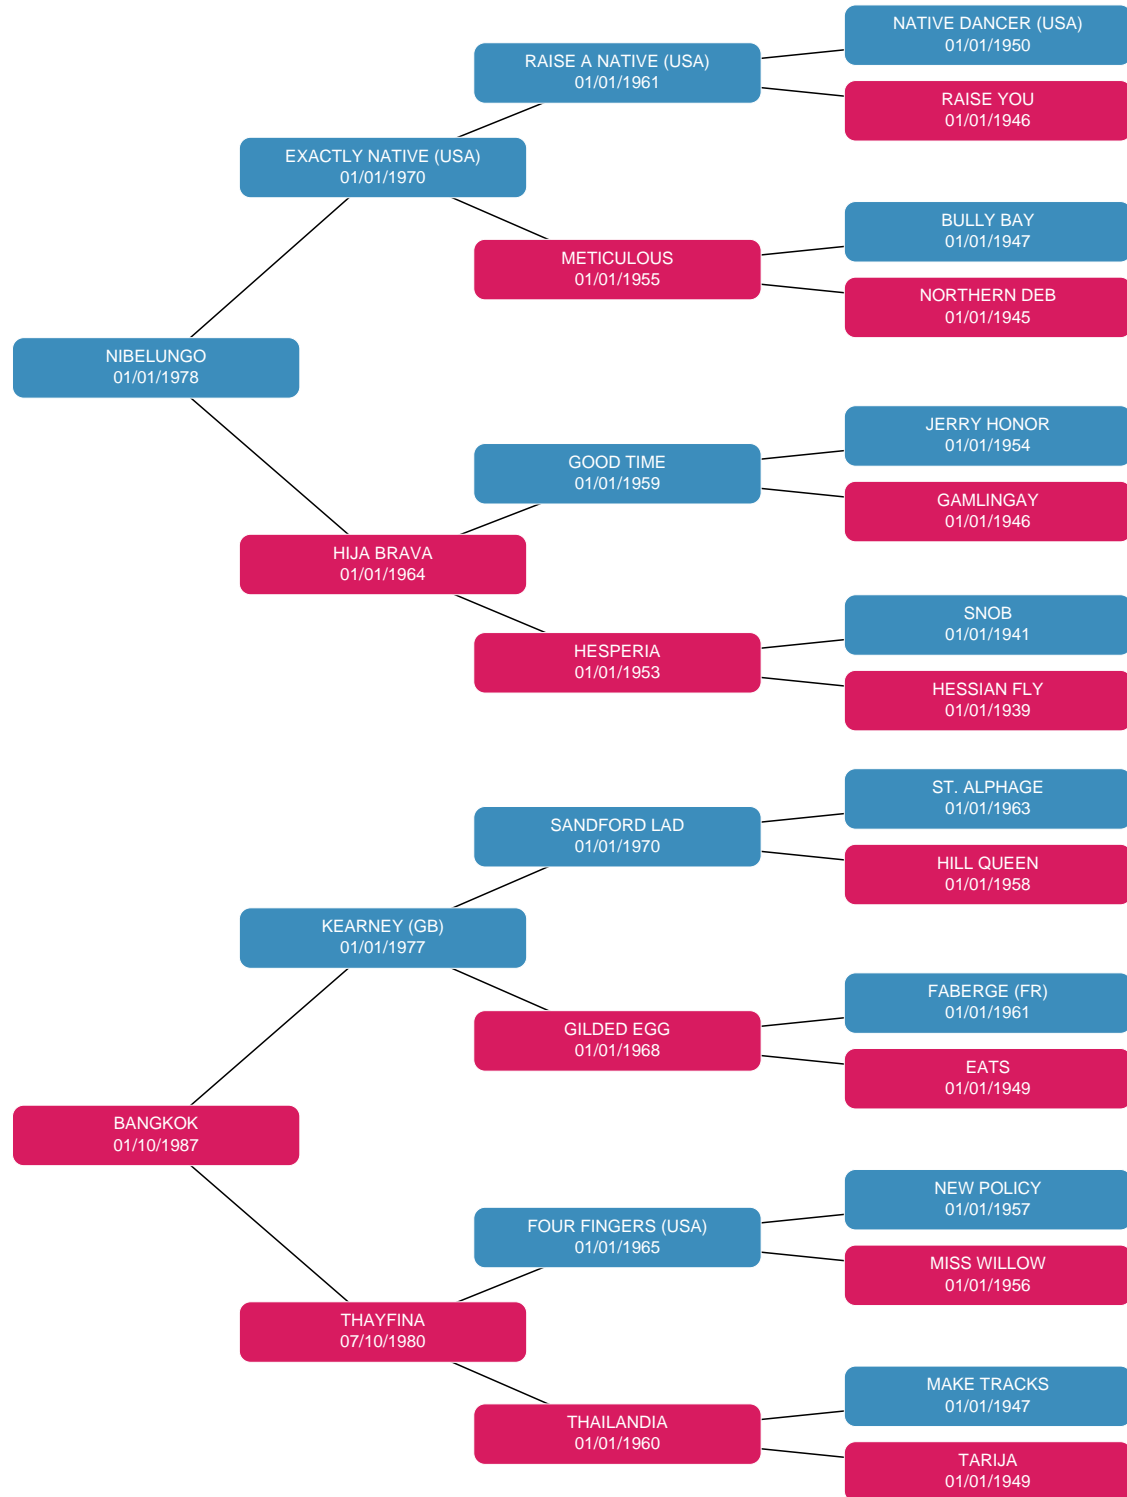 NATIVE DANCER (USA)
01/01/1950
RAISE A NATIVE (USA)
01/01/1961
RAISE YOU
01/01/1946
EXACTLY NATIVE (USA)
01/01/1970
BULLY BAY
01/01/1947
METICULOUS
01/01/1955
NORTHERN DEB
01/01/1945
NIBELUNGO
01/01/1978
JERRY HONOR
01/01/1954
GOOD TIME
01/01/1959
GAMLINGAY
01/01/1946
HIJA BRAVA
01/01/1964
SNOB
01/01/1941
HESPERIA
01/01/1953
HESSIAN FLY
01/01/1939
ST. ALPHAGE
01/01/1963
SANDFORD LAD
01/01/1970
HILL QUEEN
01/01/1958
KEARNEY (GB)
01/01/1977
FABERGE (FR)
01/01/1961
GILDED EGG
01/01/1968
EATS
01/01/1949
BANGKOK
01/10/1987
NEW POLICY
01/01/1957
FOUR FINGERS (USA)
01/01/1965
MISS WILLOW
01/01/1956
THAYFINA
07/10/1980
MAKE TRACKS
01/01/1947
THAILANDIA
01/01/1960
TARIJA
01/01/1949